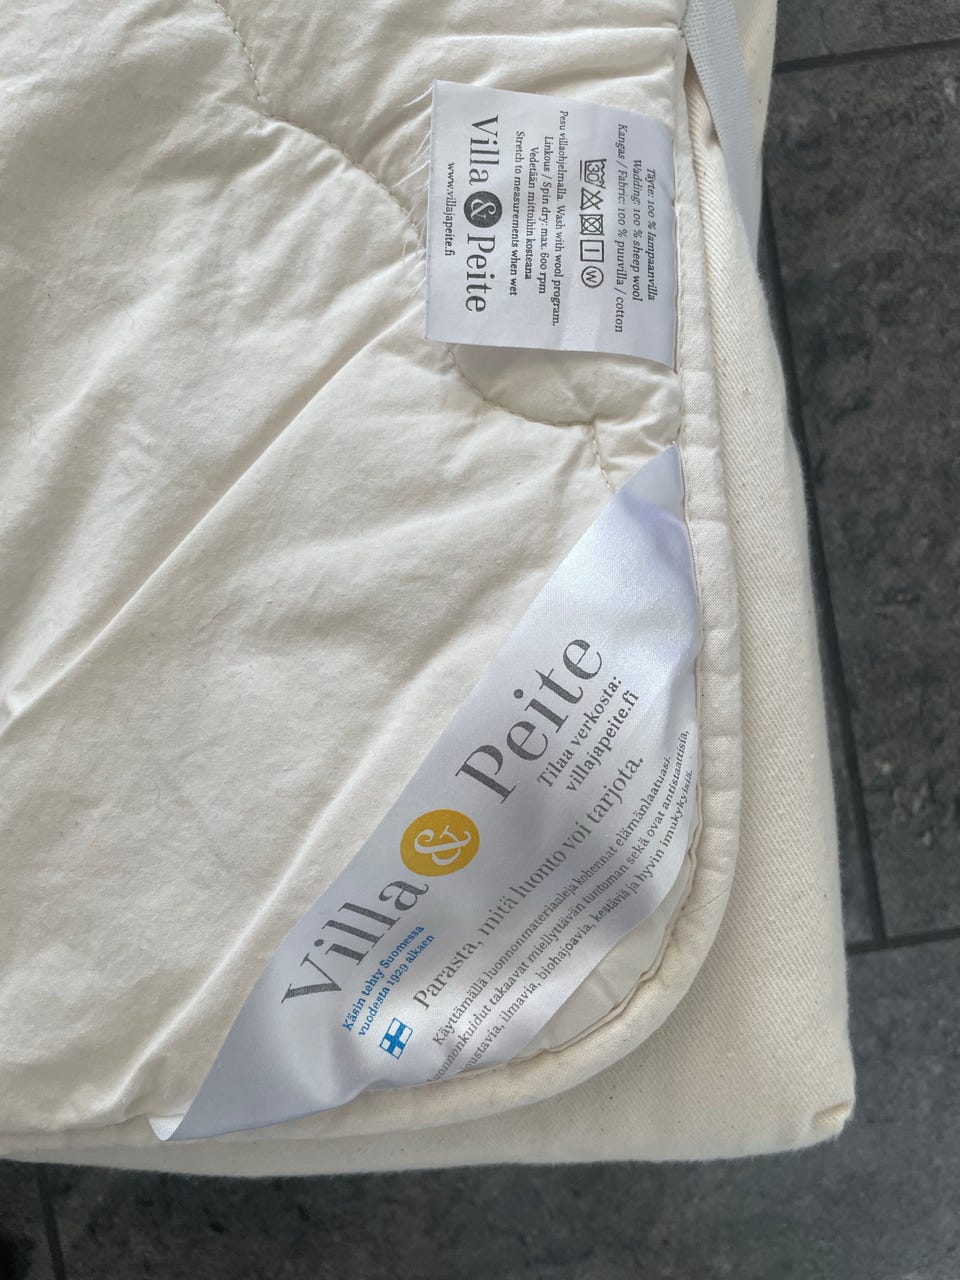 Täyte: 100 % lampaanvilla
Wadding: 100 % sheep wool
Kangas / Fabric: 100 % puuvilla / cotton
30 I W
Pesu villaohjelmalla. Wash with wool program.
Linkous / Spin dry: max. 600 rpm
Vedetään mittoihin kosteana
Stretch to measurements when wet
Villa & Peite
www.villajapeite.fi
Villa & Peite
Tilaa verkosta:
villajapeite.fi
Käsin tehty Suomessa
vuodesta 1929 alkaen
Parasta, mitä luonto voi tarjota.
Käyttämällä luonnonmateriaaleja kohennat elämänlaatuasi.
luonnonkuidut takaavat miellyttävän tuntuman sekä ovat antistaattisia,
ilmavia, biohajoavia, kestäviä ja hyvin imukykyisiä.